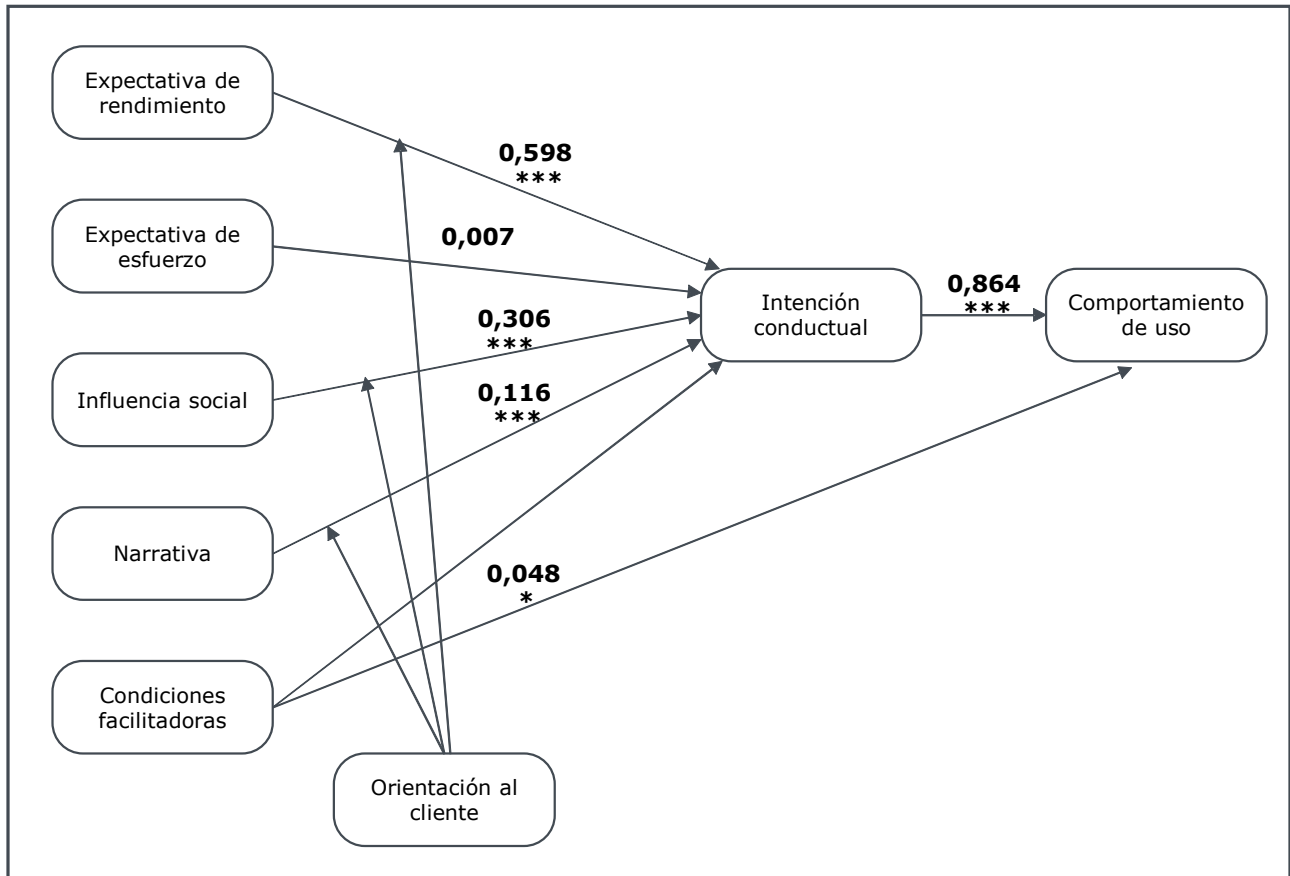 Expectativa de
rendimiento
0,598
***
Expectativa de
esfuerzo
0,007
Intención
conductual
0,864
***
Comportamiento
de uso
0,306
***
Influencia social
0,116
***
Narrativa
0,048
*
Condiciones
facilitadoras
Orientación al
cliente